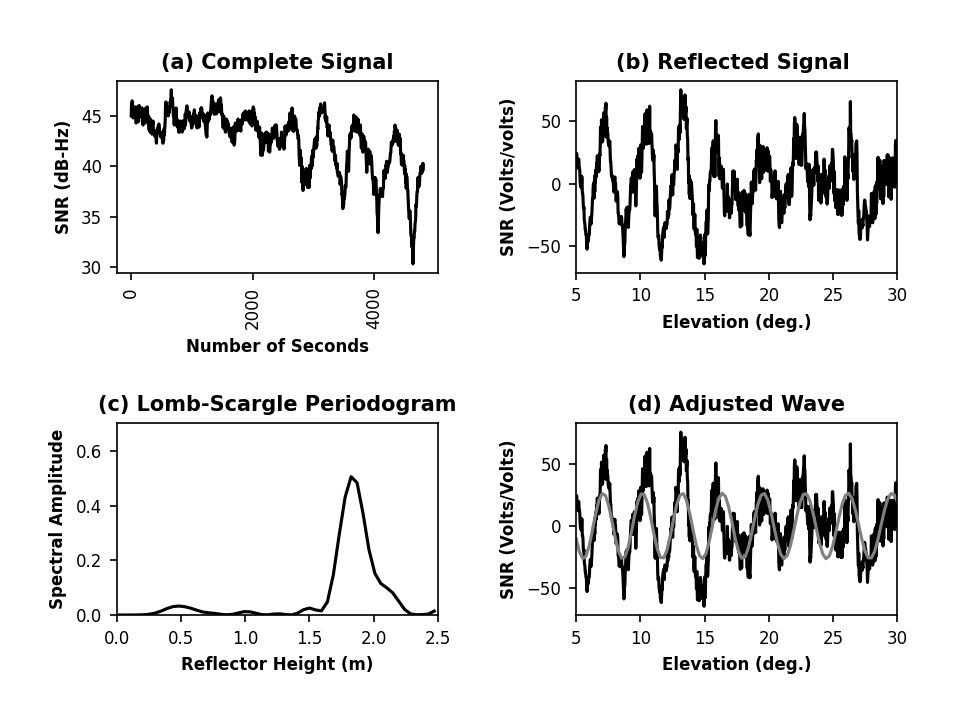 (a) Complete Signal
SNR (dB-Hz)
45
40
35
30
0
2000
4000
Number of Seconds
(b) Reflected Signal
SNR (Volts/volts)
50
0
−50
5 10 15 20 25 30
Elevation (deg.)
(c) Lomb-Scargle Periodogram
Spectral Amplitude
0.6
0.4
0.2
0.0
0.0 0.5 1.0 1.5 2.0 2.5
Reflector Height (m)
(d) Adjusted Wave
SNR (Volts/Volts)
50
0
−50
5 10 15 20 25 30
Elevation (deg.)